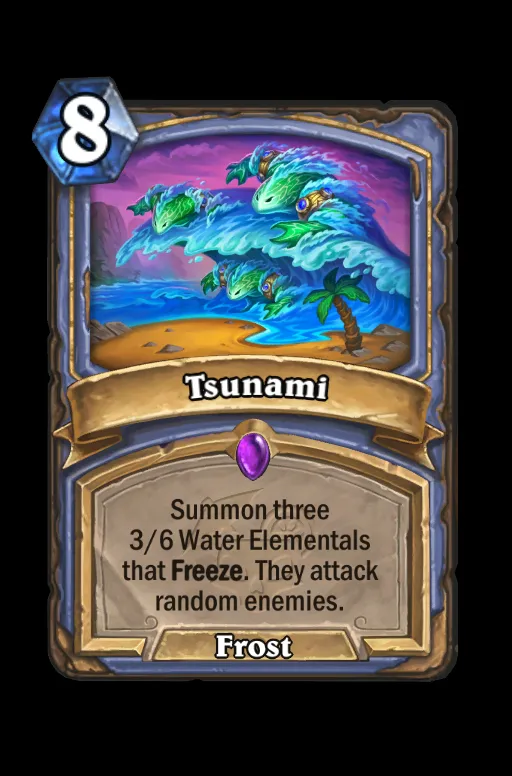 8
Tsunami
Summon three
3/6 Water Elementals
that Freeze. They attack
random enemies.
Frost